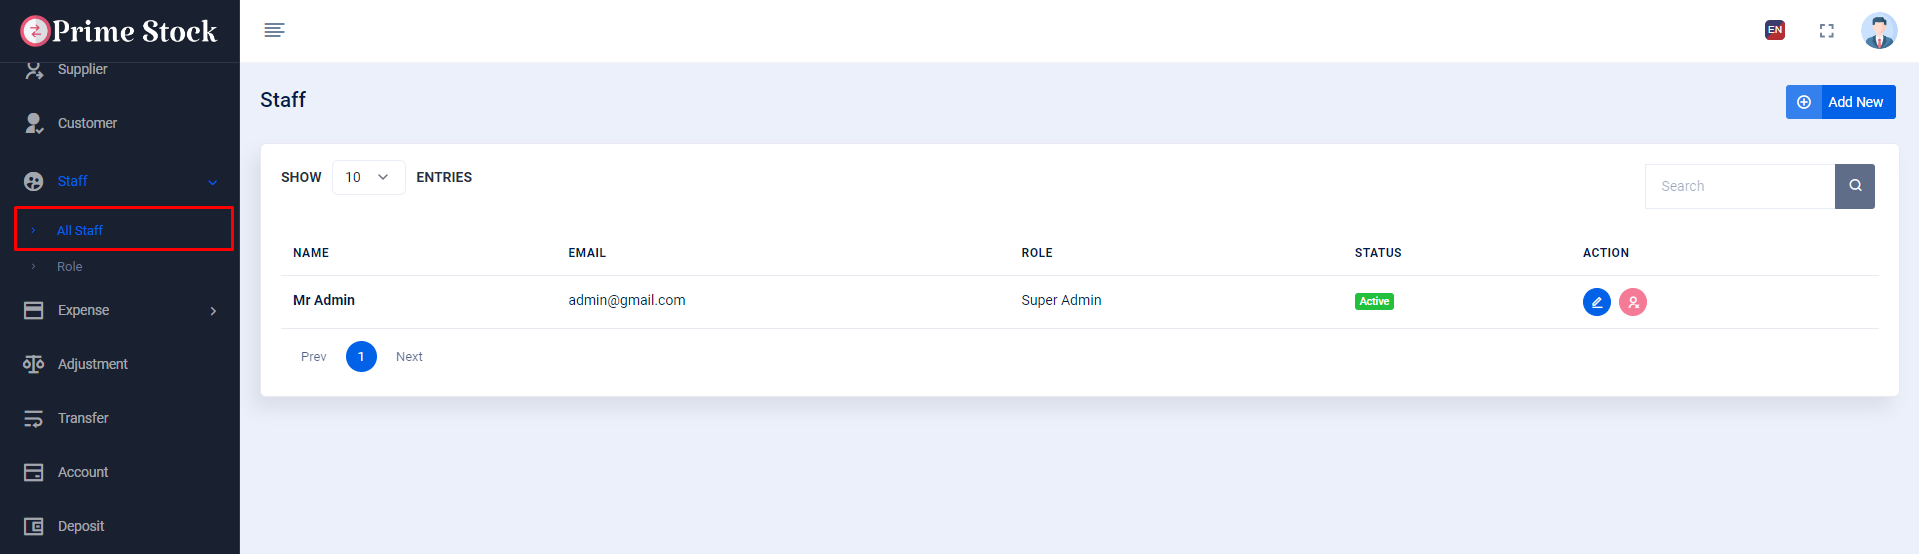 Prime Stock
EN
Supplier
Customer
Staff
All Staff
Role
Expense
Adjustment
Transfer
Account
Deposit
Staff
Add New
SHOW 10 ENTRIES
Search
NAME EMAIL ROLE STATUS ACTION
Mr Admin admin@gmail.com Super Admin Active
Prev 1 Next